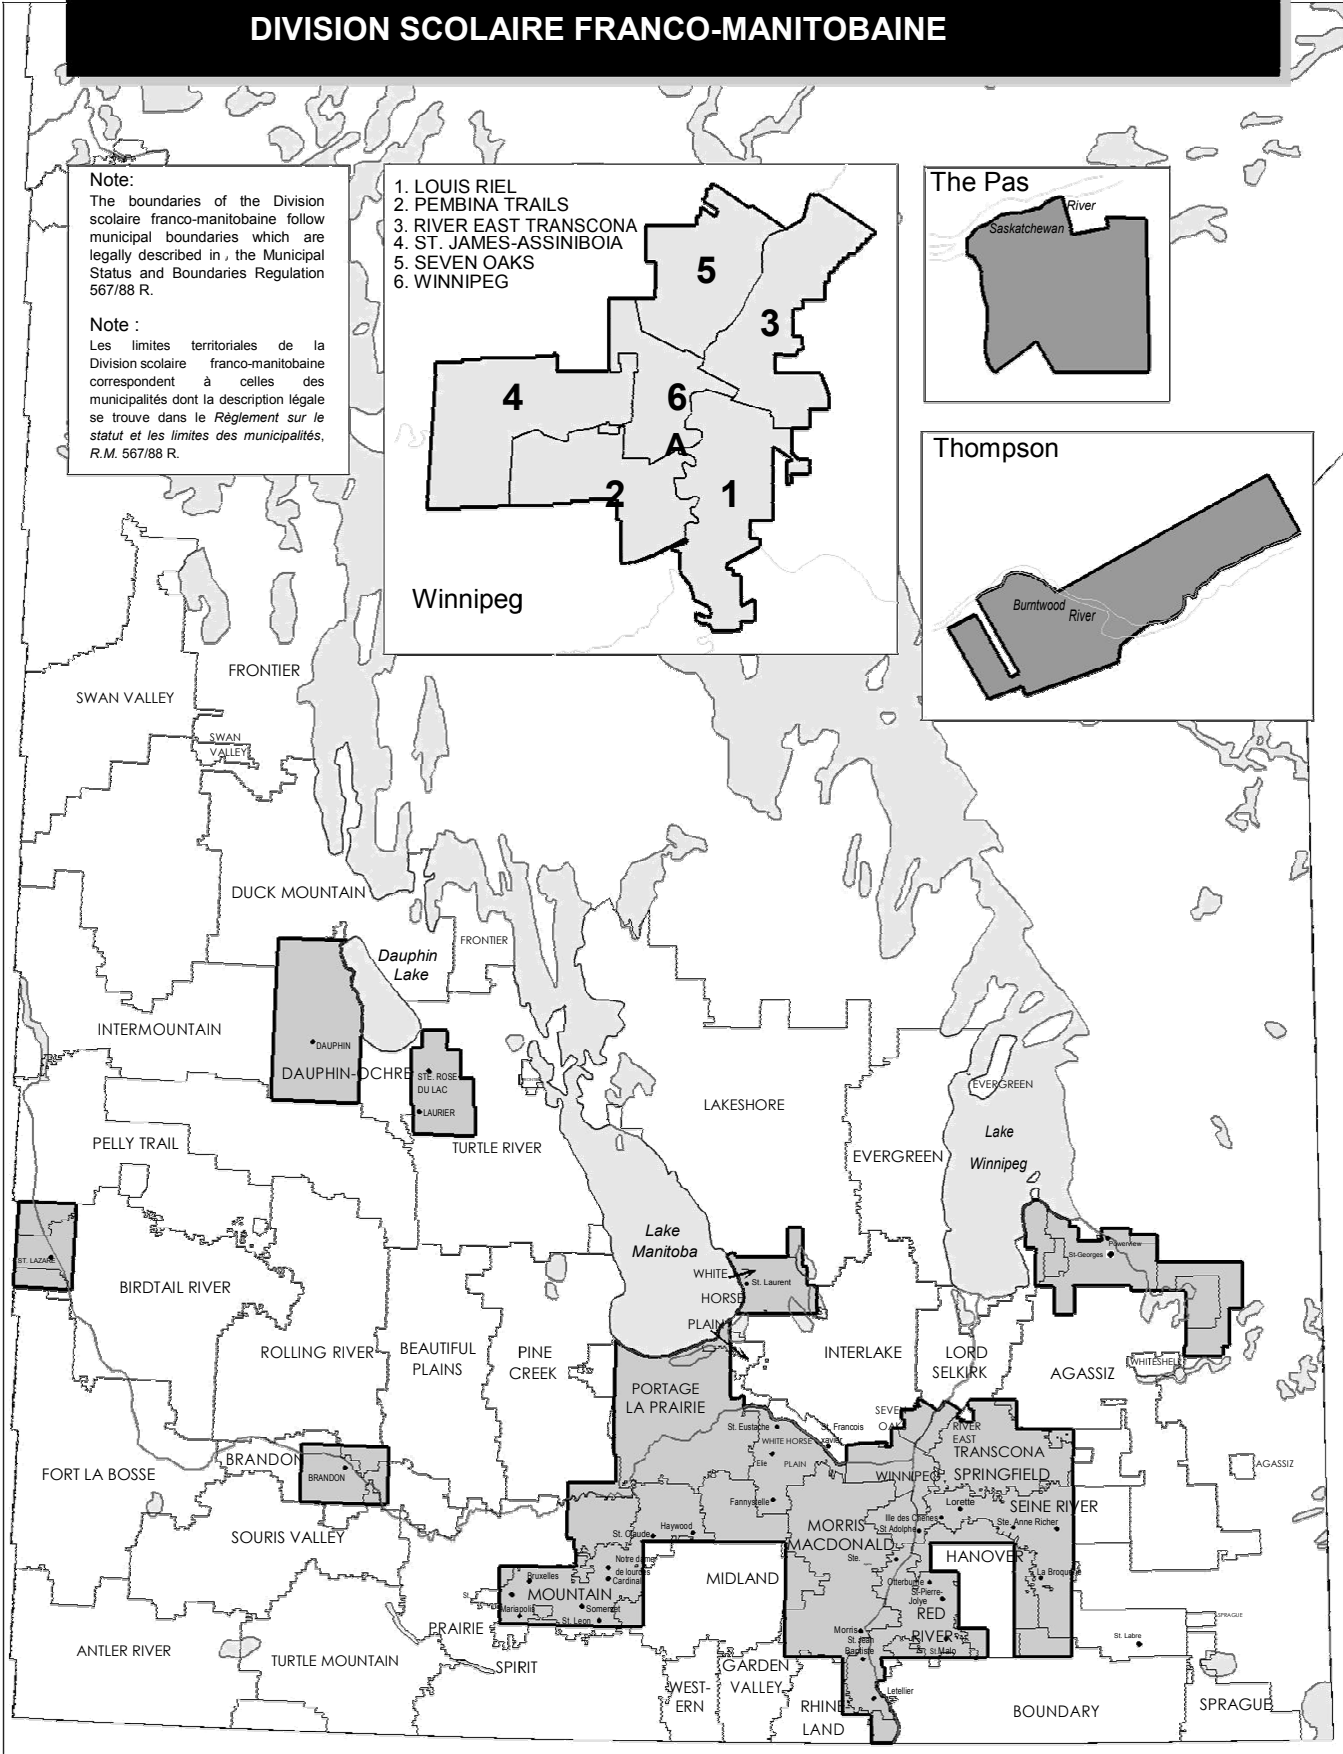 DIVISION SCOLAIRE FRANCO-MANITOBAINE
Note:
The boundaries of the Division
scolaire franco-manitobaine follow
municipal boundaries which are
legally described in , the Municipal
Status and Boundaries Regulation
567/88 R.
Note :
Les limites territoriales de la
Division scolaire franco-manitobaine
correspondent à celles des
municipalités dont la description légale
se trouve dans le Règlement sur le
statut et les limites des municipalités,
R.M. 567/88 R.
1. LOUIS RIEL
2. PEMBINA TRAILS
3. RIVER EAST TRANSCONA
4. ST. JAMES-ASSINIBOIA
5. SEVEN OAKS
6. WINNIPEG
5
3
4
6
A
2
1
Winnipeg
The Pas
River
Saskatchewan
Thompson
Burntwood
River
FRONTIER
SWAN VALLEY
SWAN
VALLEY
DUCK MOUNTAIN
FRONTIER
Dauphin
Lake
INTERMOUNTAIN
DAUPHIN
DAUPHIN-OCHRE
STE. ROSE
DU LAC
LAURIER
TURTLE RIVER
PELLY TRAIL
LAKESHORE
EVERGREEN
EVERGREEN
Lake
Winnipeg
ST. LAZARE
BIRDTAIL RIVER
Lake
Manitoba
WHITE
HORSE
PLAIN
St. Laurent
St-Georges
Powerview
ROLLING RIVER
BEAUTIFUL
PLAINS
PINE
CREEK
INTERLAKE
LORD
SELKIRK
AGASSIZ
WHITESHELL
PORTAGE
LA PRAIRIE
St. Eustache
St. Francois
Xavier
SEVEN
OAKS
RIVER
EAST
TRANSCONA
WHITE HORSE
PLAIN
Elie
WINNIPEG
SPRINGFIELD
AGASSIZ
FORT LA BOSSE
BRANDON
BRANDON
Fannystelle
Lorette
SEINE RIVER
SOURIS VALLEY
St. Claude
Haywood
MORRIS
MACDONALD
Ille des Chenes
St Adolphe
Ste. Anne Richer
Ste.
HANOVER
Notre dame
de lourdes
Cardinal
Bruxelles
MOUNTAIN
St.
Mariapolis
Somerset
St. Leon
MIDLAND
Otterburne
St-Pierre-
Jolye
La Broquerie
RED
RIVER
Morris
St. Jean
Baptiste
St. Malo
PRAIRIE
SPIRIT
St. Labre
SPRAGUE
ANTLER RIVER
TURTLE MOUNTAIN
WEST-
ERN
GARDEN
VALLEY
RHINE
LAND
Letellier
BOUNDARY
SPRAGUE